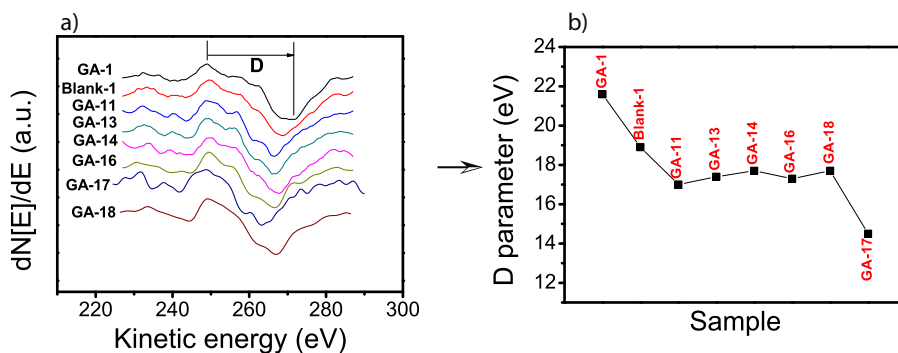 a)
D
GA-1
Blank-1
GA-11
GA-13
GA-14
GA-16
GA-17
GA-18
dN[E]/dE (a.u.)
220 240 260 280 300
Kinetic energy (eV)
b)
24
22
20
18
16
14
12
D parameter (eV)
GA-1
Blank-1
GA-11
GA-13
GA-14
GA-16
GA-18
GA-17
Sample